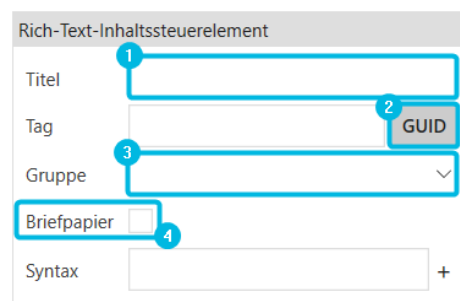 Rich-Text-Inhaltssteuerelement
1
Titel
2
Tag GUID
3
Gruppe
Briefpapier
4
Syntax +